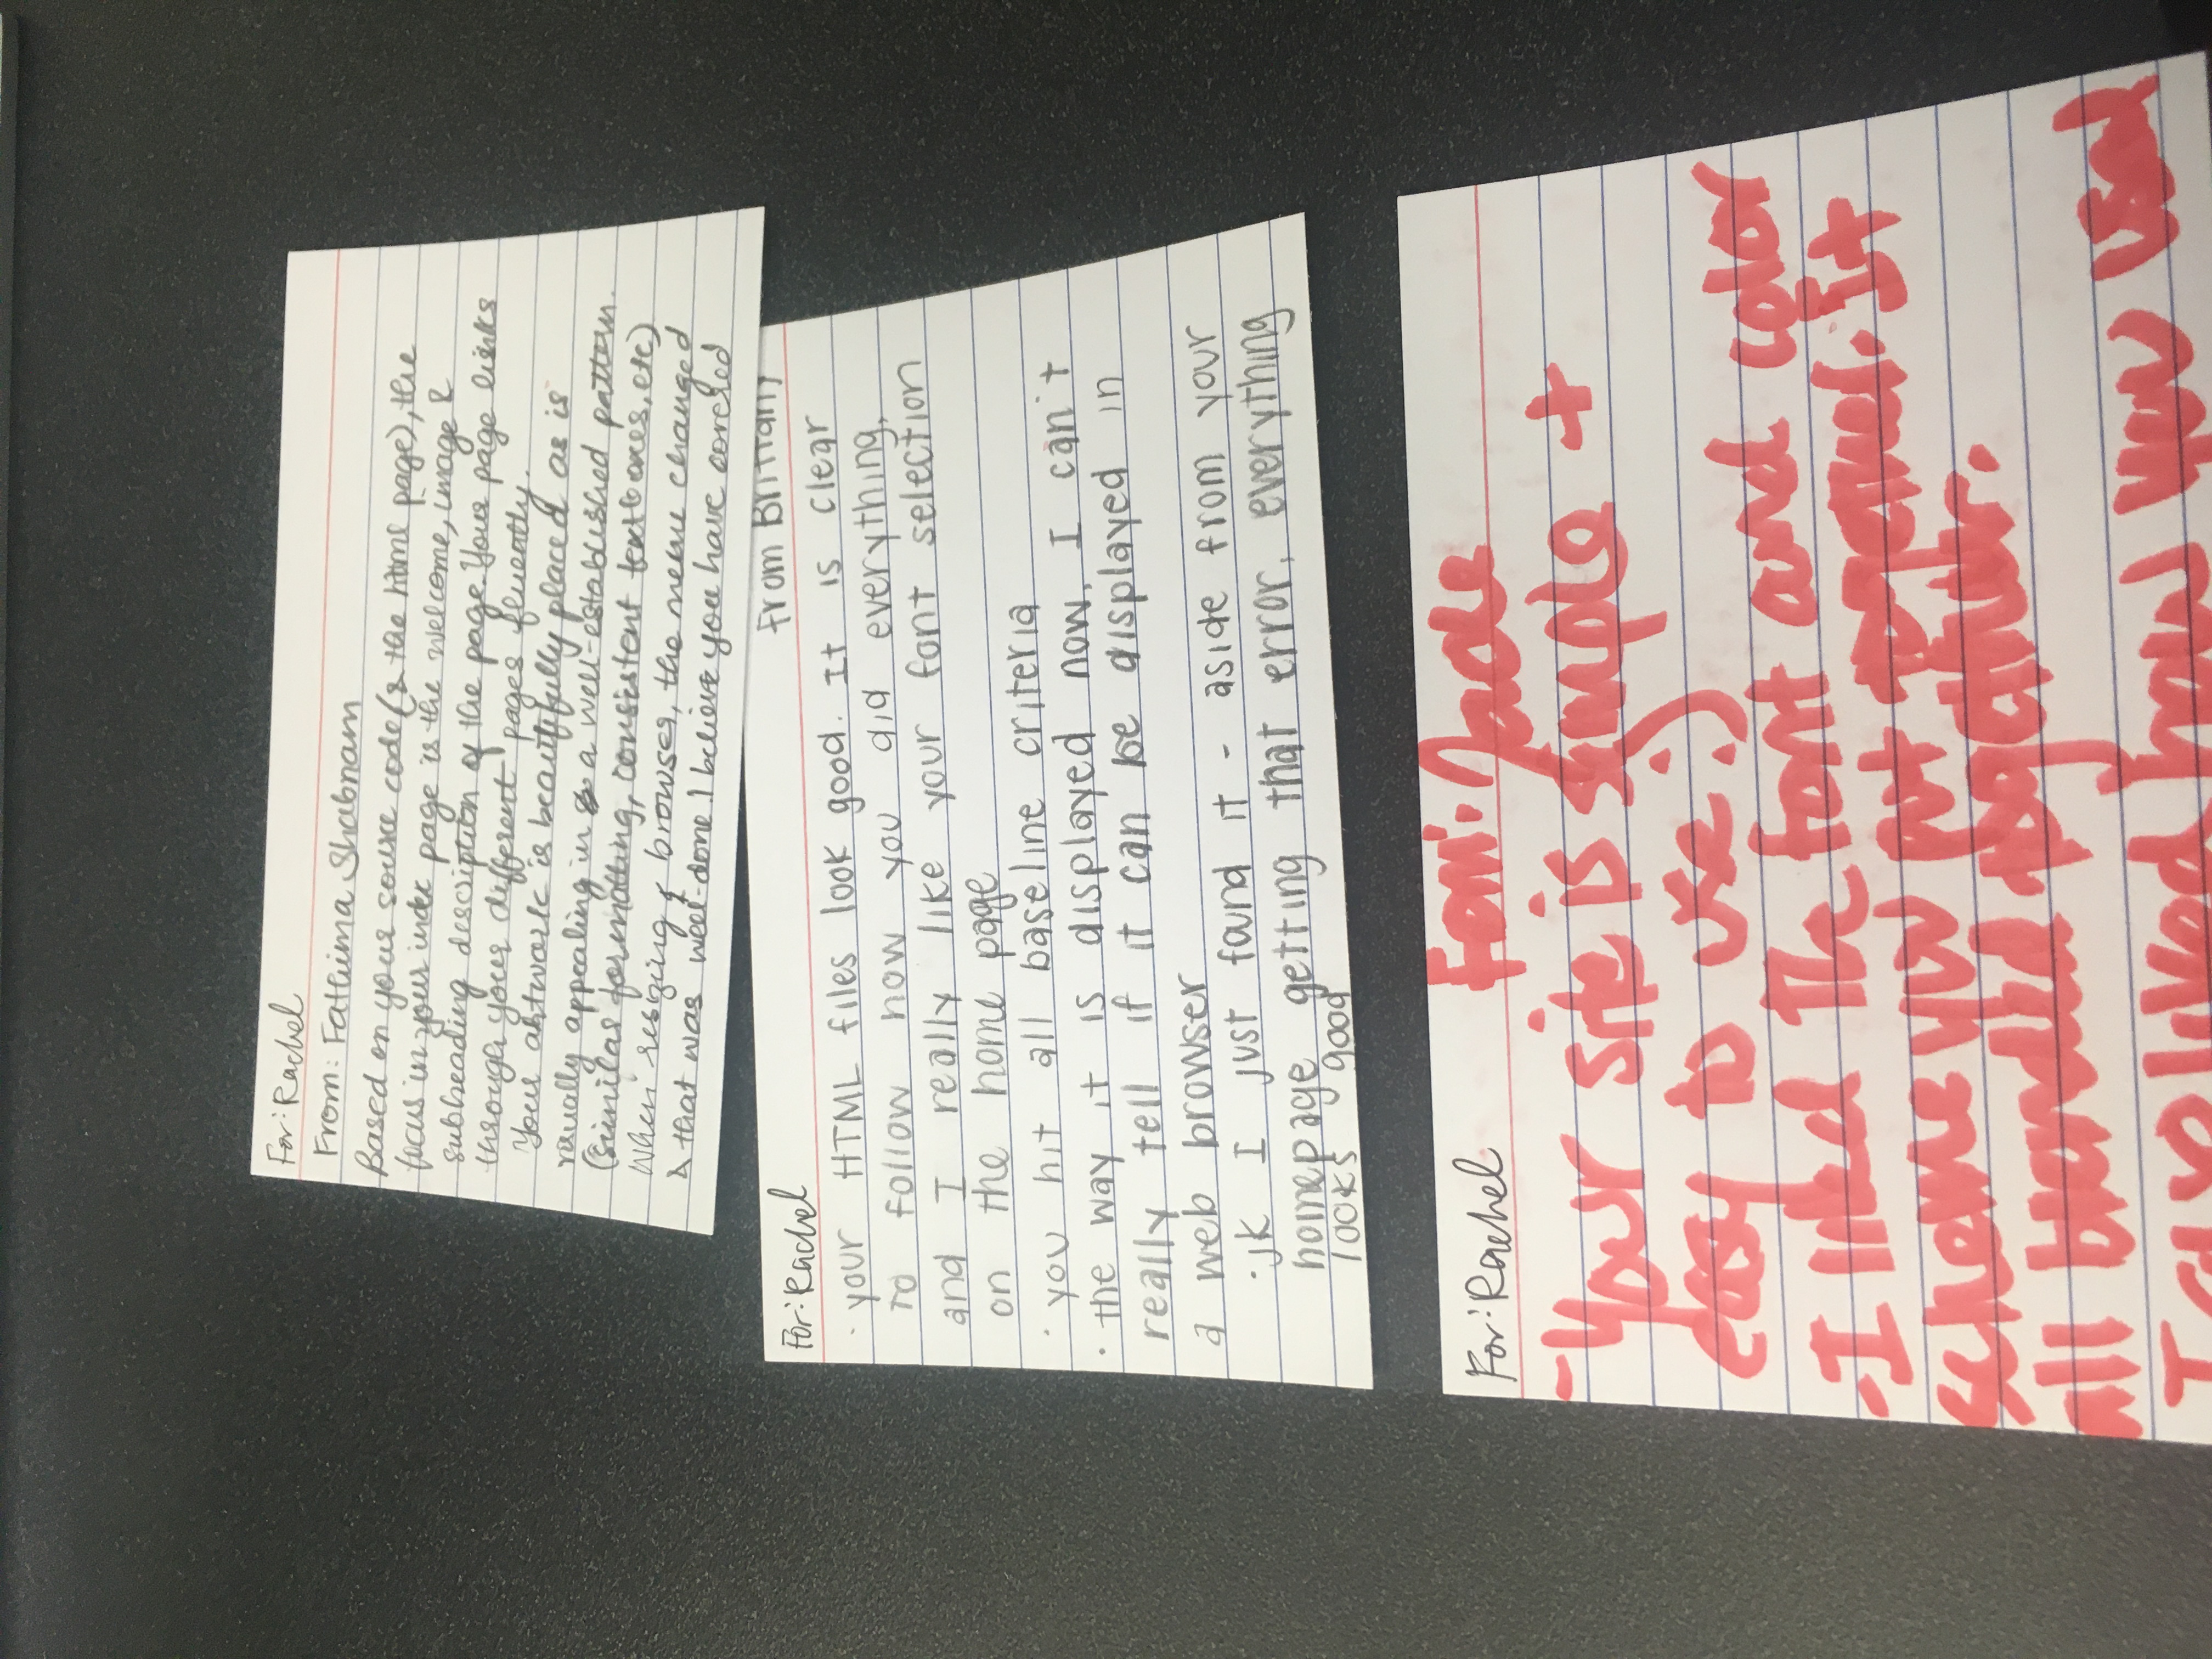 For: Rachel
From: Fathima Shabnam
Based on your source code (& the html page), the
focus in your index page is the welcome, image &
subheading description of the page. Your page links
through your different pages fluently.
Your artwork is beautifully placed as is
visually appealing in a well-established pattern.
(similar formatting, consistent textboxes, etc)
When resizing browser, the menu changed
& that was well-done. I believe you have covered
For: Rachel
from Brittany
· your HTML files look good. It is clear
to follow how you did everything,
and I really like your font selection
on the home page
· you hit all baseline criteria
· the way it is displayed now, I can't
really tell if it can be displayed in
a web browser
· jk I just found it - aside from your
homepage getting that error, everything
looks good
For: Rachel
Fom: Jade
- Your site is simple +
easy to use :)
- I liked the font and color
scheme you put together. It
all blended together.
I liked how you used